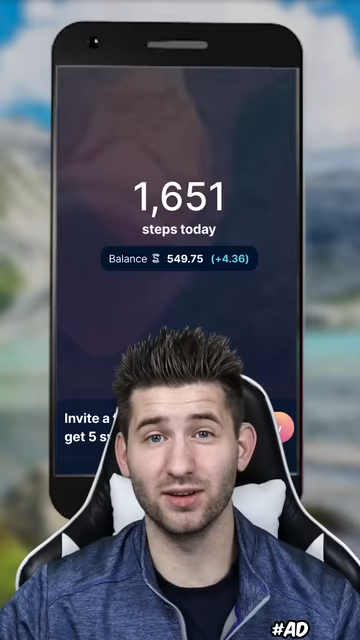 1,651
steps today
Balance 549.75 (+4.36)
Invite a
get 5
#AD